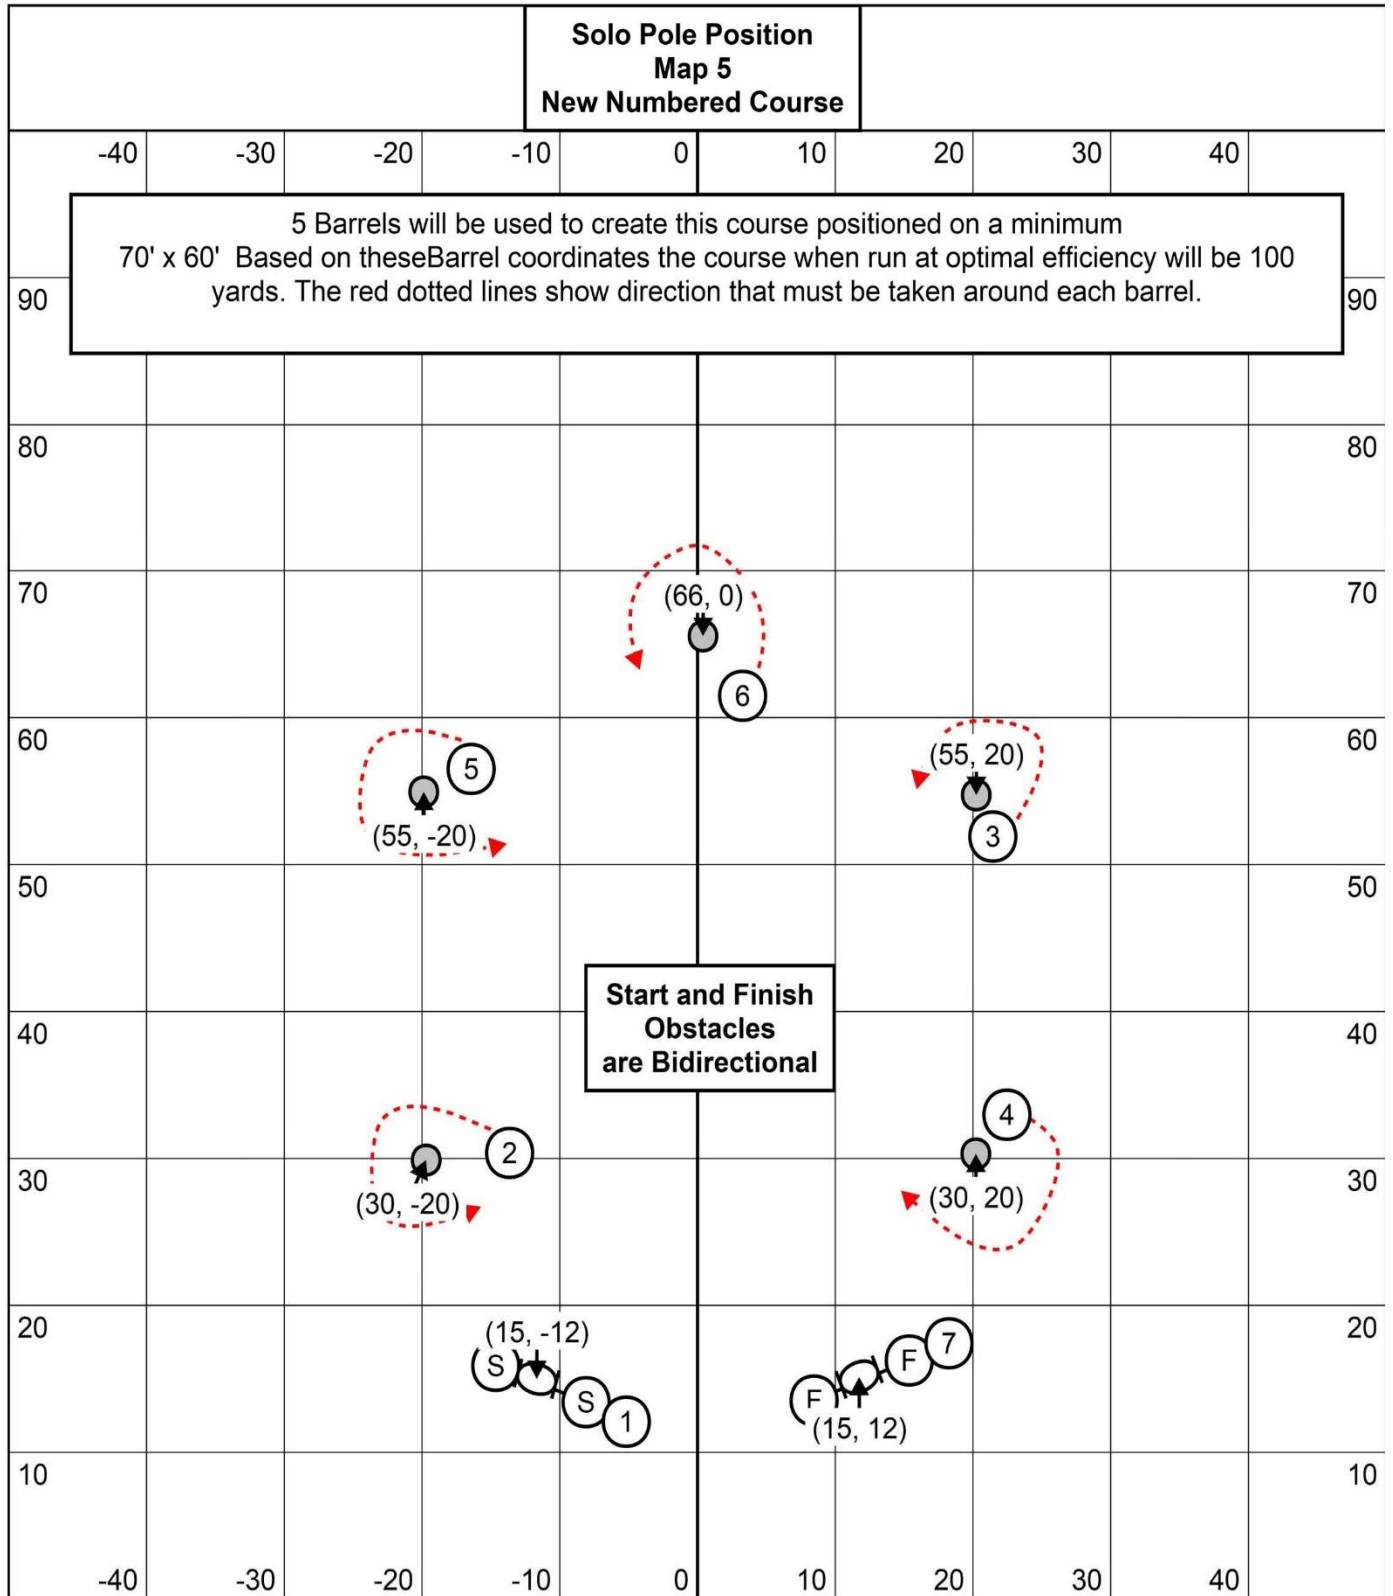 Solo Pole Position
Map 5
New Numbered Course
-40 -30 -20 -10 0 10 20 30 40
5 Barrels will be used to create this course positioned on a minimum
70' x 60' Based on theseBarrel coordinates the course when run at optimal efficiency will be 100
yards. The red dotted lines show direction that must be taken around each barrel.
90 90
80 80
70 70
(66, 0)
6
60 60
(55, 20)
5
(55, -20)
3
50 50
Start and Finish
Obstacles
are Bidirectional
40 40
4
2
30 30
(30, -20) (30, 20)
20 20
(15, -12)
7
S F
S F
1
(15, 12)
10 10
-40 -30 -20 -10 0 10 20 30 40